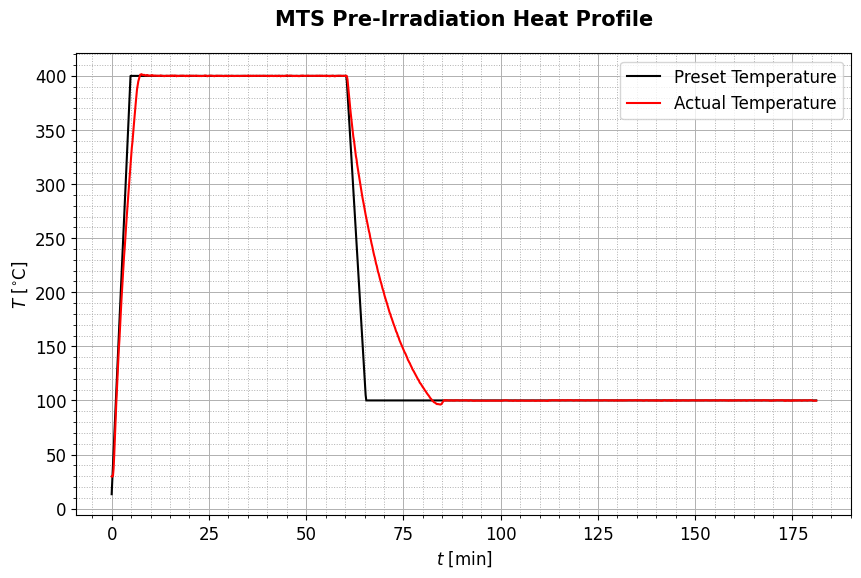 MTS Pre-Irradiation Heat Profile
Preset Temperature
Actual Temperature
400
350
300
250
200
150
100
50
0
T [°C]
0 25 50 75 100 125 150 175
t [min]